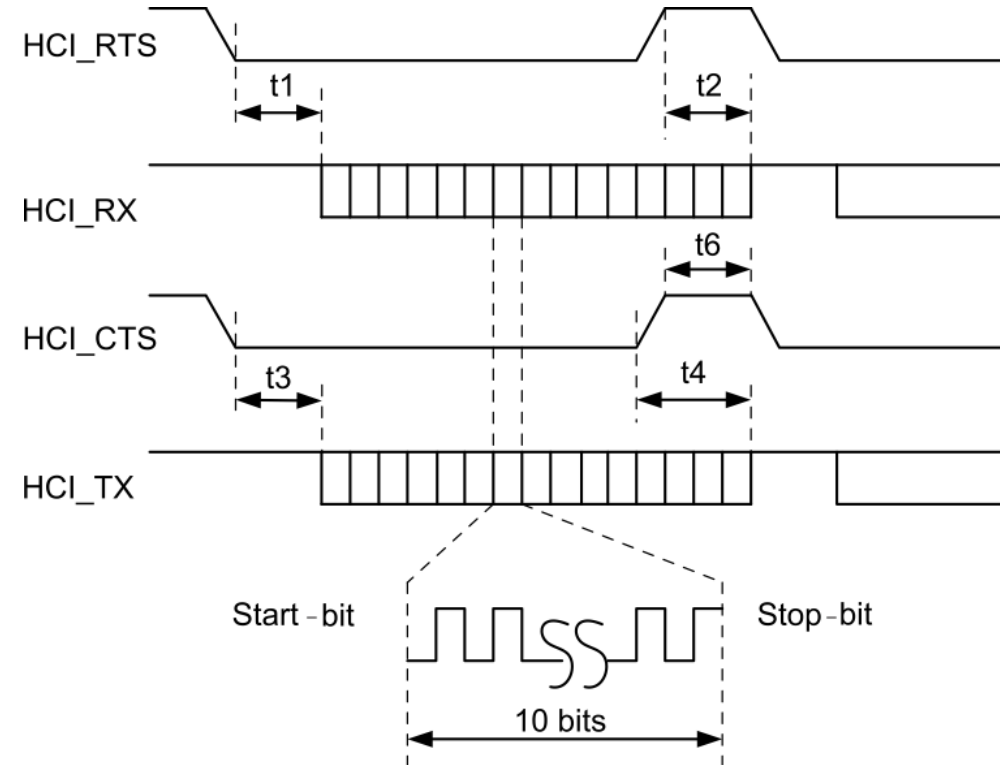 HCI_RTS
t1
t2
HCI_RX
t6
HCI_CTS
t3
t4
HCI_TX
Start-bit
Stop-bit
10 bits